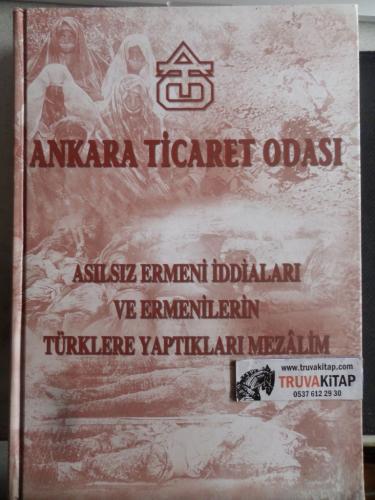 ATO
ANKARA TİCARET ODASI
ASILSIZ ERMENİ İDDİALARI
VE ERMENİLERİN
TÜRKLERE YAPTIKLARI MEZÂLİM
www.truvakitap.com
TRUVAKİTAP
0537 612 29 30